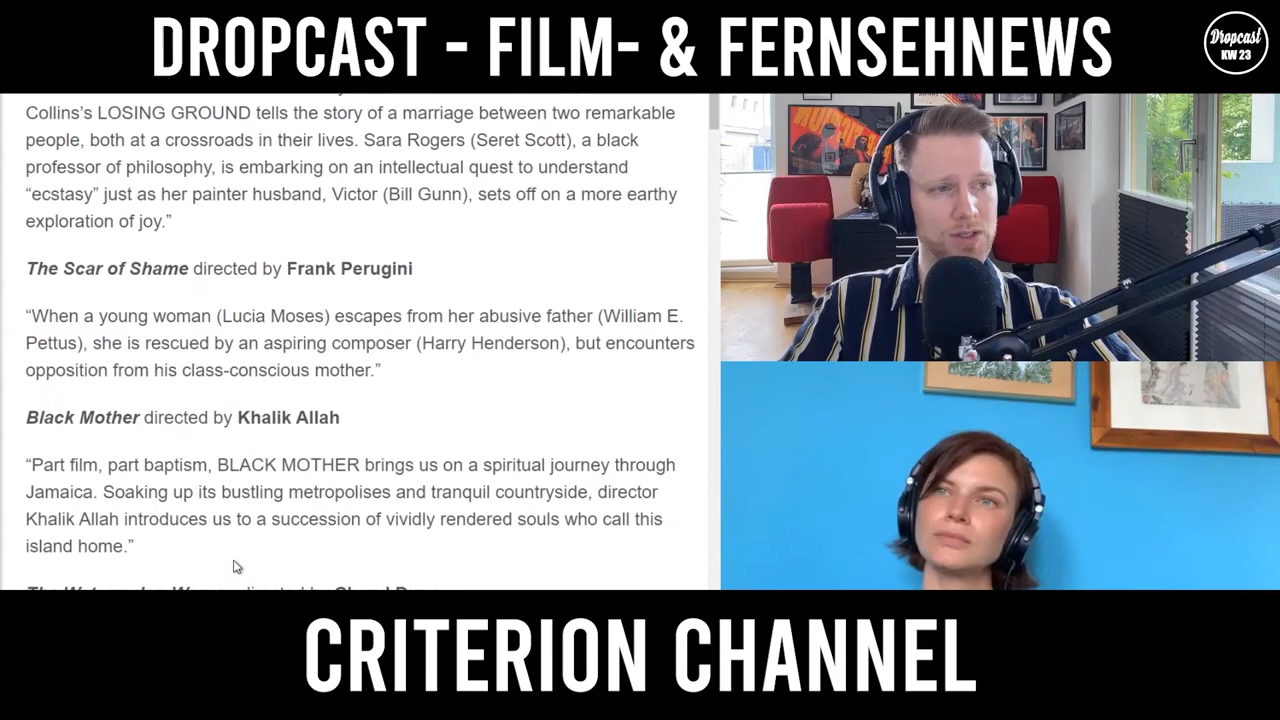 DROPCAST - FILM- & FERNSEHNEWS
Dropcast
KW 23
Collins's LOSING GROUND tells the story of a marriage between two remarkable
people, both at a crossroads in their lives. Sara Rogers (Seret Scott), a black
professor of philosophy, is embarking on an intellectual quest to understand
“ecstasy” just as her painter husband, Victor (Bill Gunn), sets off on a more earthy
exploration of joy.”
The Scar of Shame directed by Frank Perugini
“When a young woman (Lucia Moses) escapes from her abusive father (William E.
Pettus), she is rescued by an aspiring composer (Harry Henderson), but encounters
opposition from his class-conscious mother.”
Black Mother directed by Khalik Allah
“Part film, part baptism, BLACK MOTHER brings us on a spiritual journey through
Jamaica. Soaking up its bustling metropolises and tranquil countryside, director
Khalik Allah introduces us to a succession of vividly rendered souls who call this
island home.”
CRITERION CHANNEL